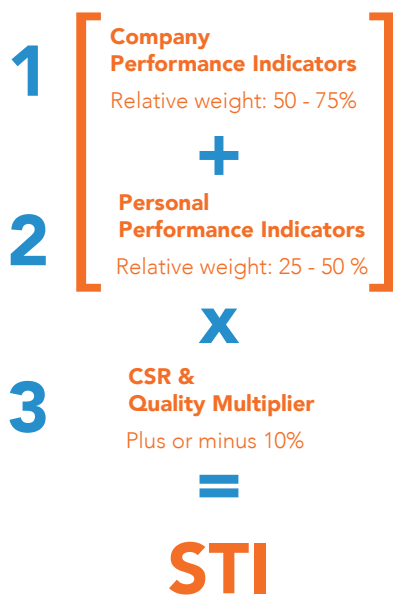 1
Company
Performance Indicators
Relative weight: 50 - 75%
+
2
Personal
Performance Indicators
Relative weight: 25 - 50 %
x
3
CSR &
Quality Multiplier
Plus or minus 10%
=
STI